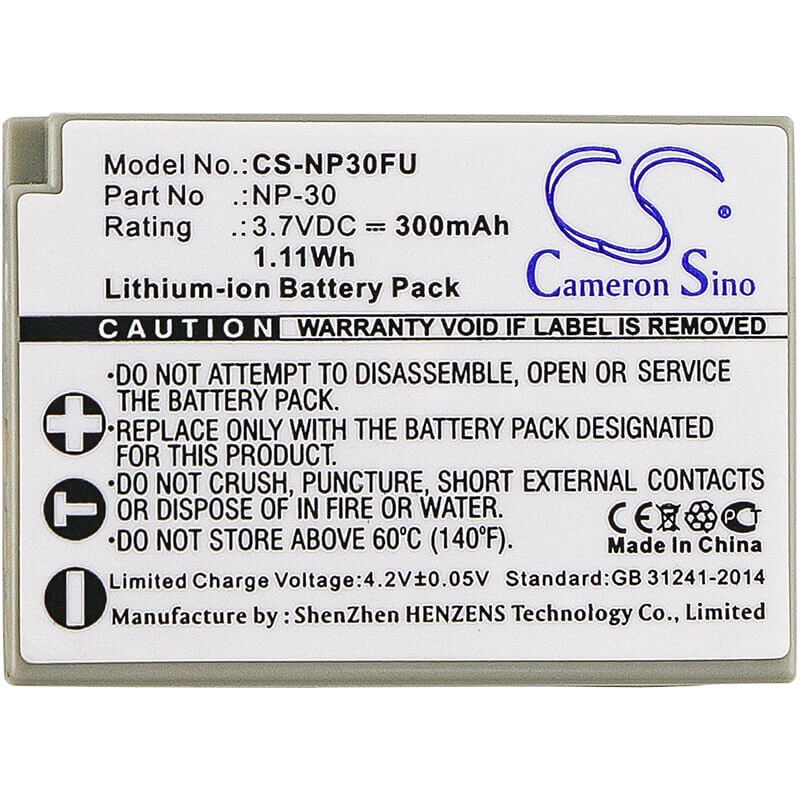 Model No.: CS-NP30FU
Part No .: NP-30
Rating .: 3.7VDC ⎓ 300mAh
1.11Wh
Lithium-ion Battery Pack
CS
®
Cameron Sino
CAUTION WARRANTY VOID IF LABEL IS REMOVED
·DO NOT ATTEMPT TO DISASSEMBLE, OPEN OR SERVICE
THE BATTERY PACK.
·REPLACE ONLY WITH THE BATTERY PACK DESIGNATED
FOR THIS EQUIPMENT.
·DO NOT CRUSH, PUNCTURE, SHORT EXTERNAL CONTACTS
OR DISPOSE OF IN FIRE OR WATER.
·DO NOT STORE ABOVE 60℃ (140℉).
+
T
−
CE PCT
Made In China
Limited Charge Voltage:4.2V±0.05V Standard:GB 31241-2014
Manufacture by : ShenZhen HENZENS Technology Co., Limited